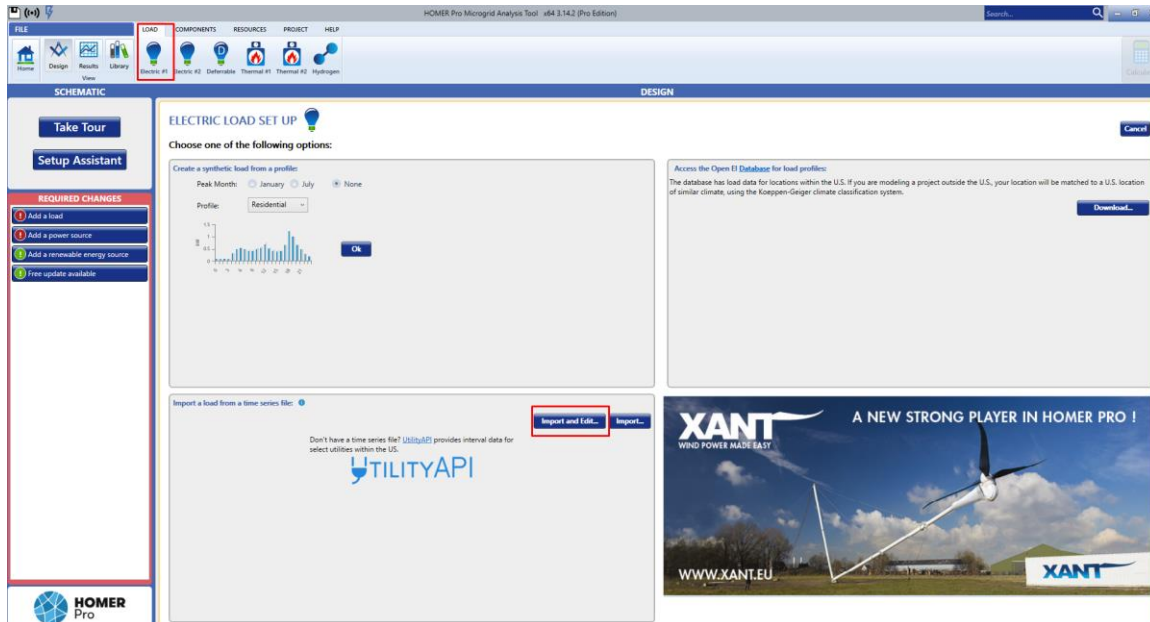 HOMER Pro Microgrid Analysis Tool x64 3.14.2 (Pro Edition)
Search...
FILE
LOAD COMPONENTS RESOURCES PROJECT HELP
Home Design Results Library
View
Electric #1 Electric #2 Deferrable Thermal #1 Thermal #2 Hydrogen
Calculate
SCHEMATIC
DESIGN
Take Tour
Setup Assistant
REQUIRED CHANGES
Add a load
Add a power source
Add a renewable energy source
Free update available
HOMER
Pro
ELECTRIC LOAD SET UP
Cancel
Choose one of the following options:
Create a synthetic load from a profile:
Peak Month: January July None
Profile: Residential
kW
1.5
1
0.5
0
Ok
Access the Open EI Database for load profiles:
The database has load data for locations within the U.S. If you are modeling a project outside the U.S., your location will be matched to a U.S. location
of similar climate, using the Koeppen-Geiger climate classification system.
Download...
Import a load from a time series file:
Import and Edit... Import...
Don't have a time series file? UtilityAPI provides interval data for
select utilities within the US.
UTILITYAPI
XANT
WIND POWER MADE EASY
A NEW STRONG PLAYER IN HOMER PRO !
WWW.XANT.EU
XANT